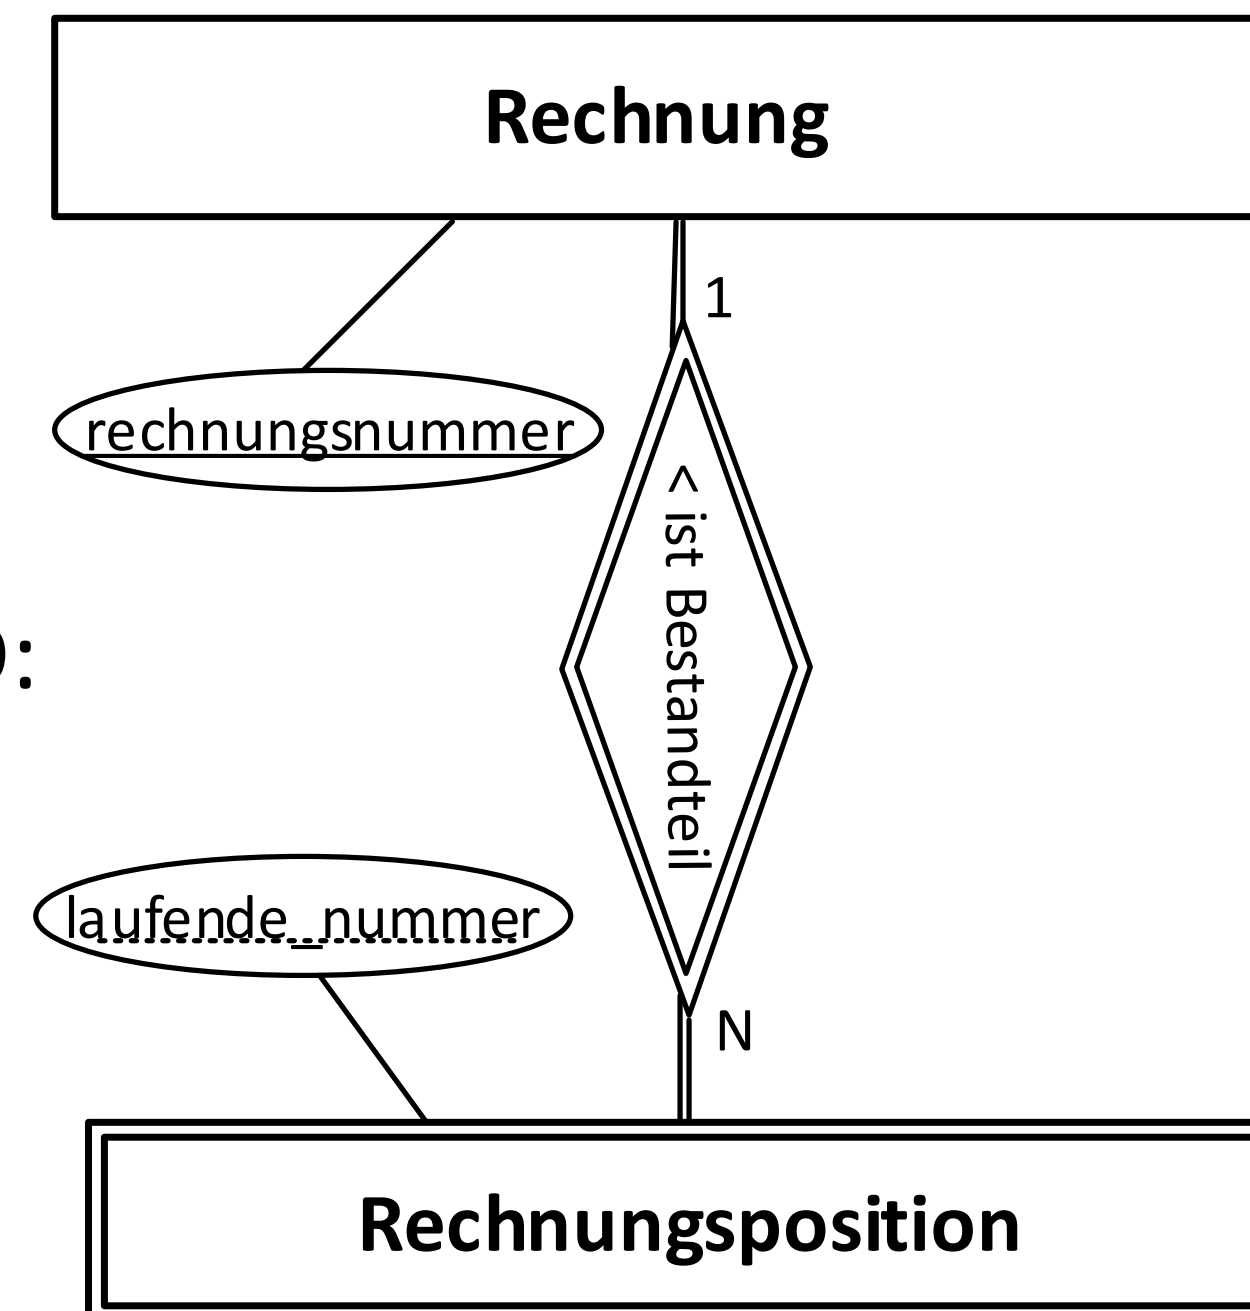 Rechnung
1
rechnungsnummer
< ist Bestandteil
:
laufende_nummer
N
Rechnungsposition